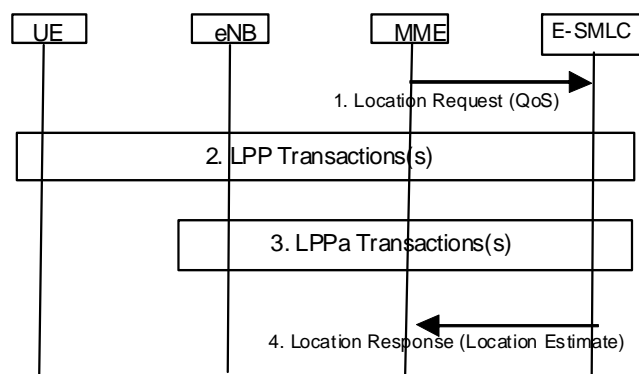 UE
eNB
MME
E-SMLC
1. Location Request (QoS)
2. LPP Transactions(s)
3. LPPa Transactions(s)
4. Location Response (Location Estimate)